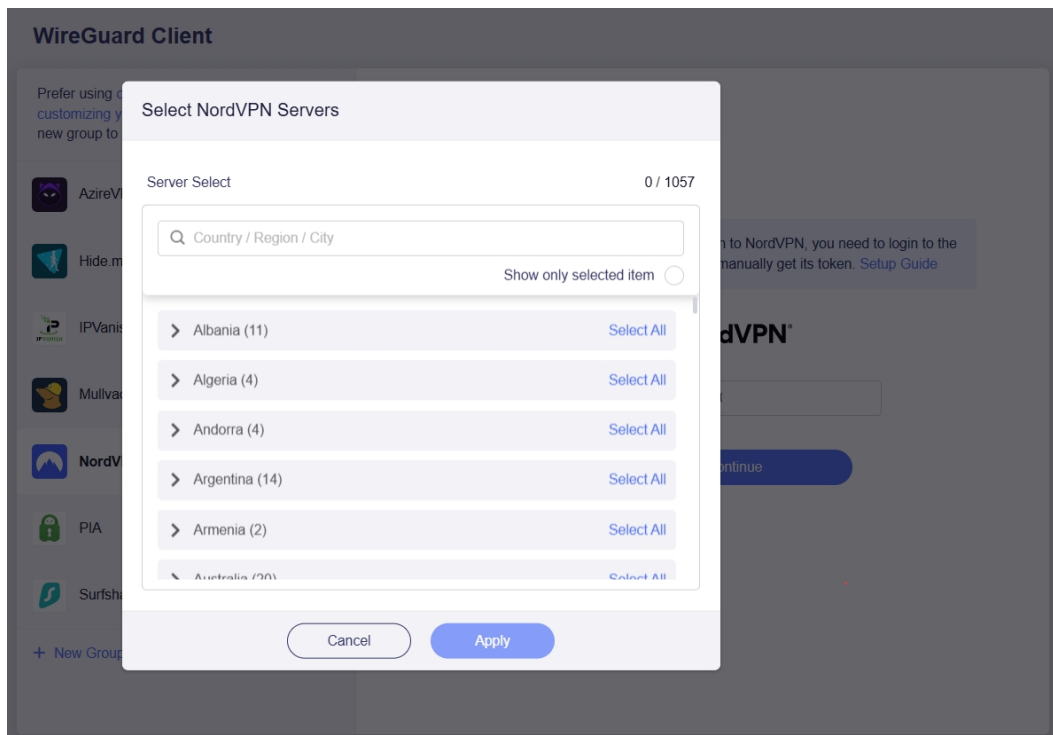 WireGuard Client
Prefer using
customizing
new group to
Select NordVPN Servers
Server Select
0 / 1057
Country / Region / City
Show only selected item
Albania (11)
Select All
Algeria (4)
Select All
Andorra (4)
Select All
Argentina (14)
Select All
Armenia (2)
Select All
Australia (20)
Select All
Cancel
Apply
AzireV
Hide.m
IPVanis
Mullva
NordV
PIA
Surfsha
+ New Group
to NordVPN, you need to login to the
manually get its token. Setup Guide
dVPN
ontinue